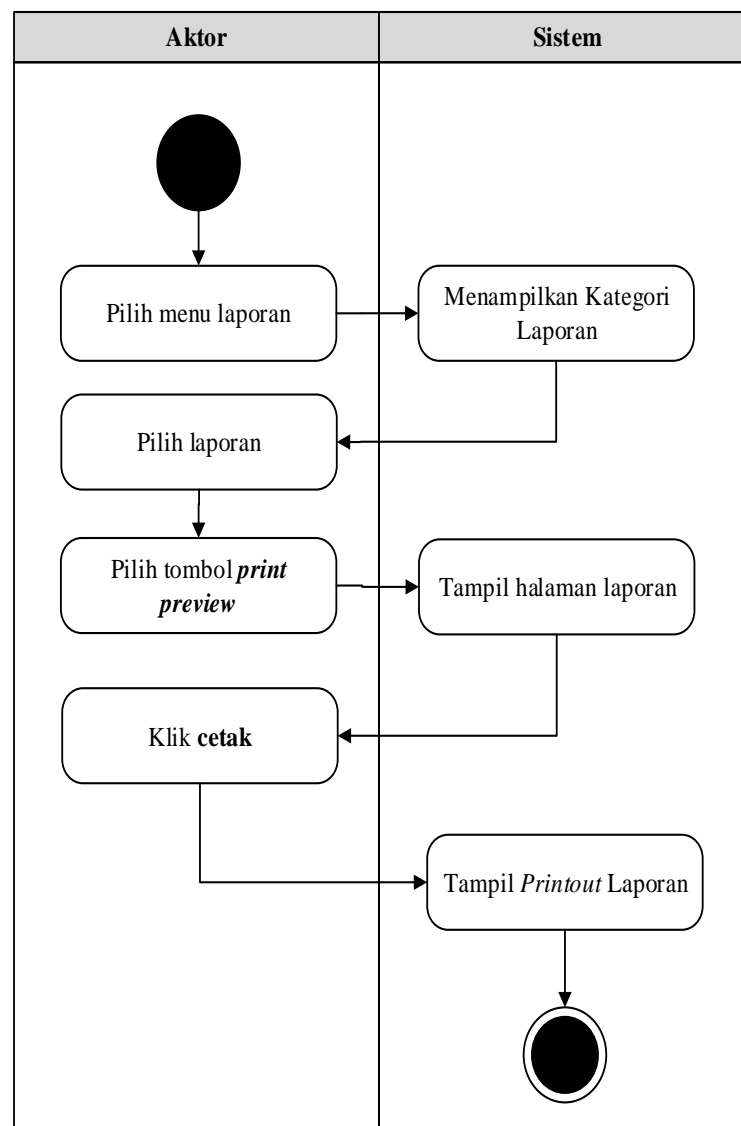 Aktor
Sistem
Pilih menu laporan
Menampilkan Kategori
Laporan
Pilih laporan
Pilih tombol print
preview
Tampil halaman laporan
Klik cetak
Tampil Printout Laporan